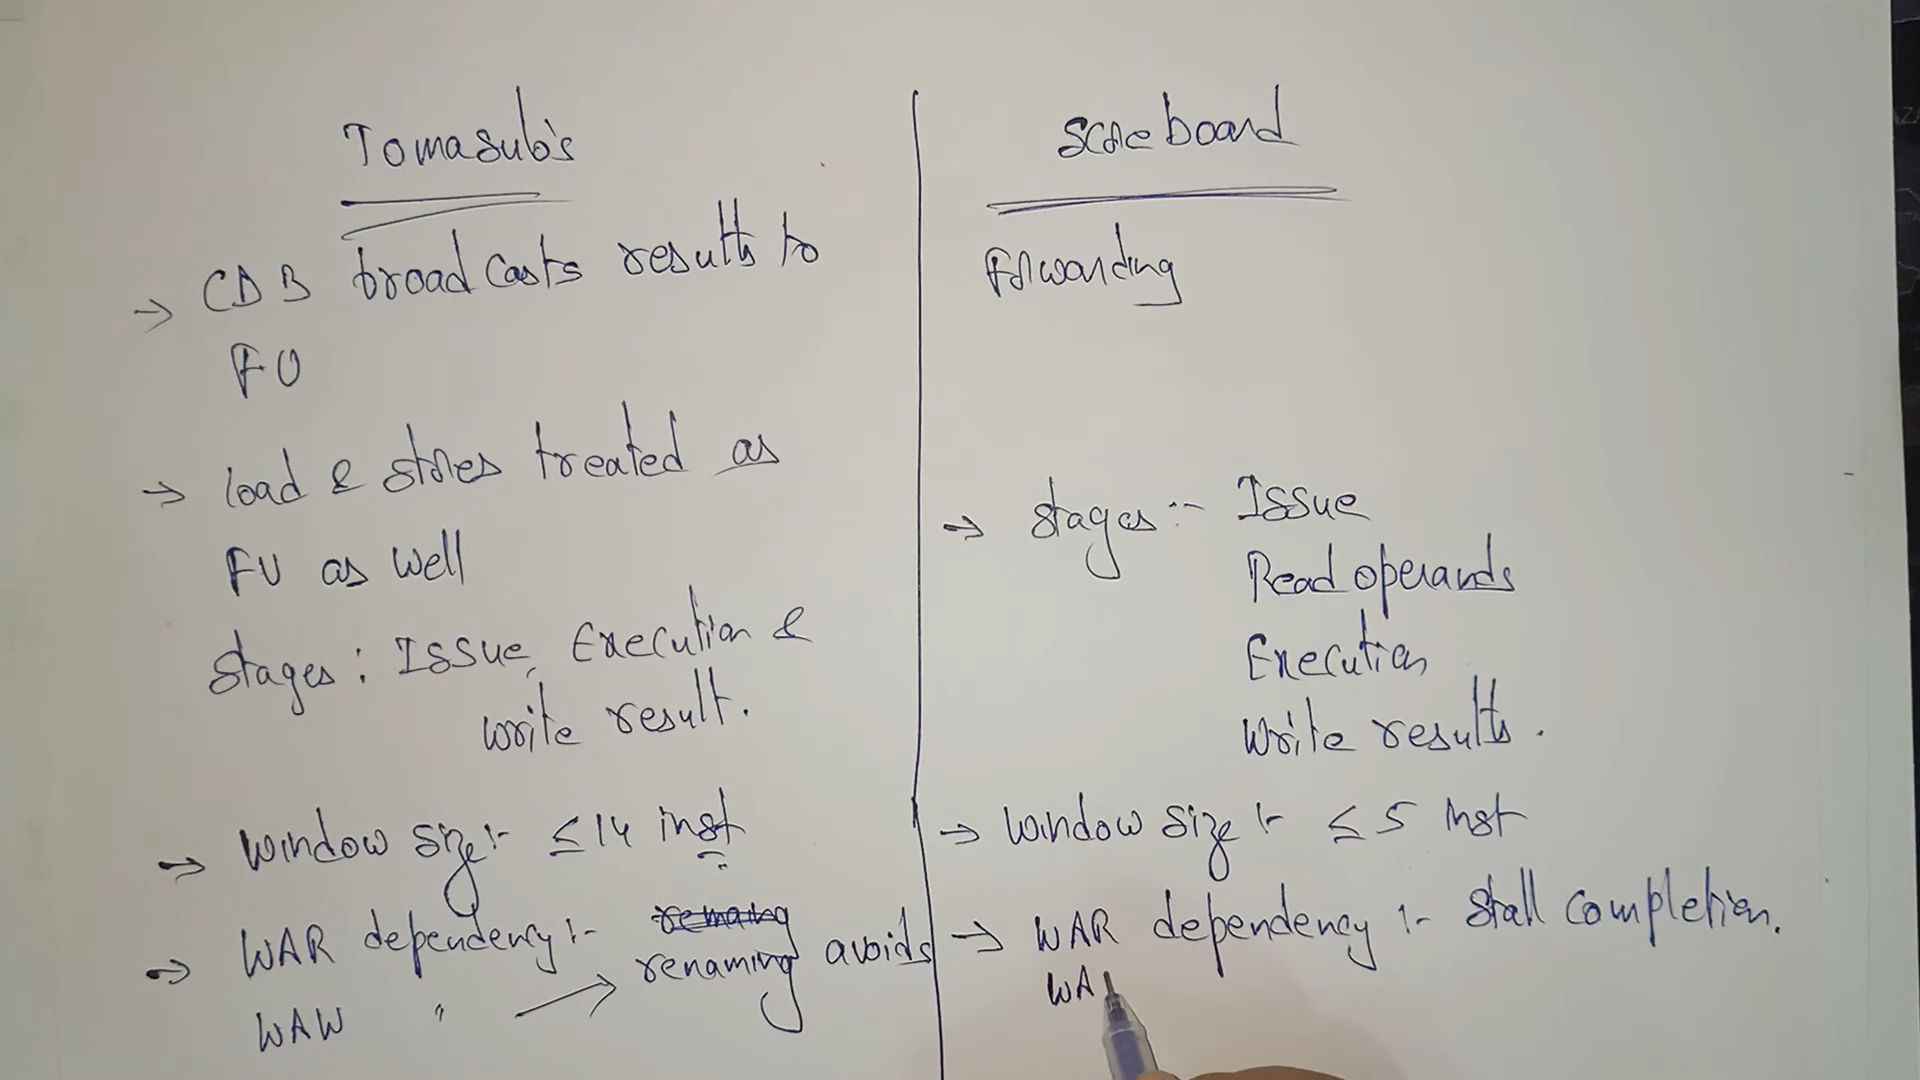 Tomasulo's
→ CDB broadcasts results to
FU
→ load & stores treated as
FU as well
Stages : Issue, Execution &
write result.
→ Window size:- ≤ 14 inst
→ WAR dependency :- renaming avoids
WAW " →
Scoreboard
Forwarding
→ Stages :- Issue
Read operands
Execution
Write results.
→ Window size :- ≤ 5 inst
→ WAR dependency :- Stall completion.
WA